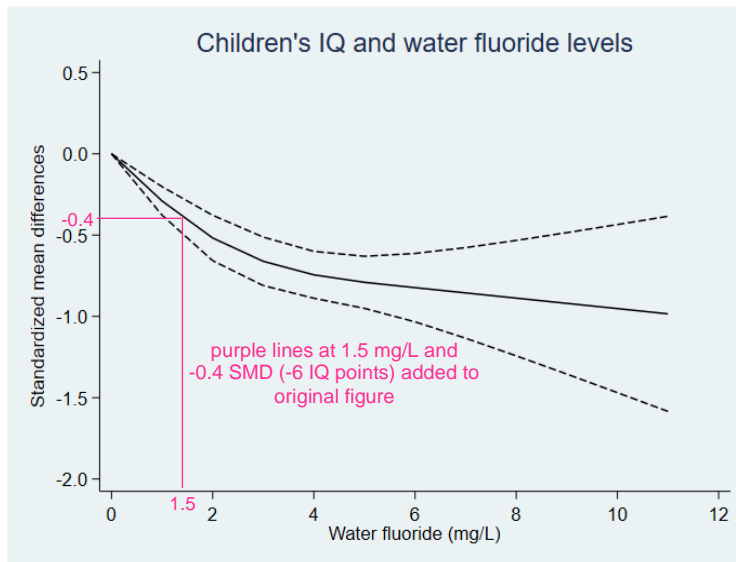 Children's IQ and water fluoride levels
0.5
0.0
-0.4
-0.5
-1.0
-1.5
-2.0
Standardized mean differences
purple lines at 1.5 mg/L and
-0.4 SMD (-6 IQ points) added to
original figure
1.5
0 2 4 6 8 10 12
Water fluoride (mg/L)